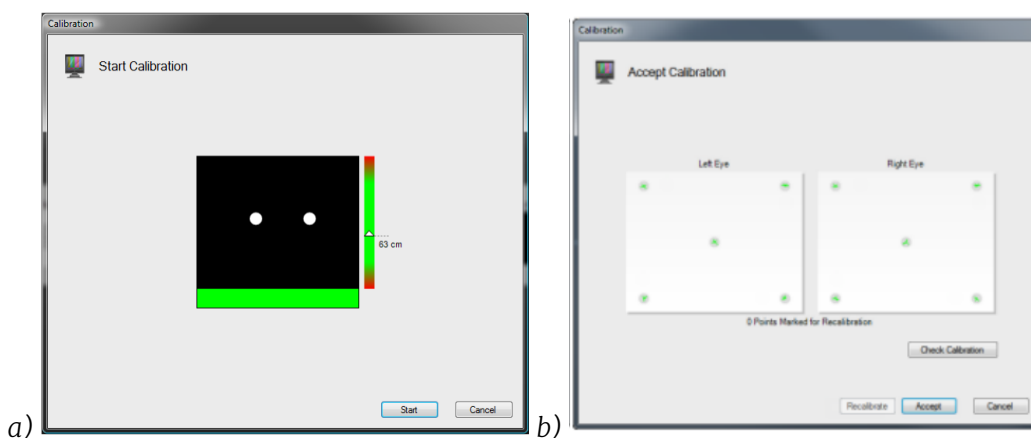 Calibration
Start Calibration
63 cm
Start Cancel
a)
Calibration
Accept Calibration
Left Eye Right Eye
0 Points Marked for Recalibration
Check Calibration
Recalibrate Accept Cancel
b)